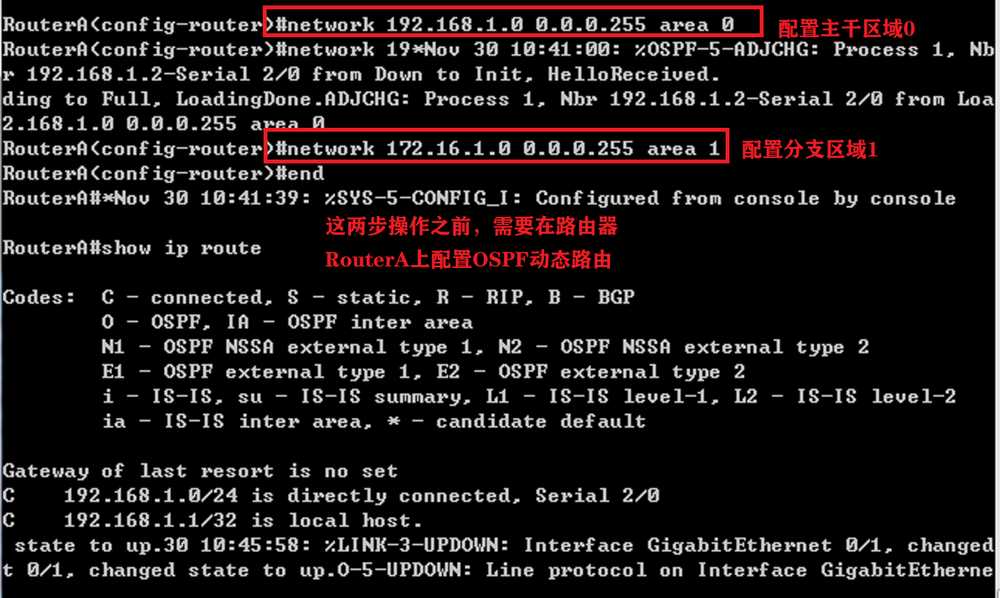 RouterA(config-router)#network 192.168.1.0 0.0.0.255 area 0 配置主干区域0
RouterA(config-router)#network 19*Nov 30 10:41:00: %OSPF-5-ADJCHG: Process 1, Nb
r 192.168.1.2-Serial 2/0 from Down to Init, HelloReceived.
ding to Full, LoadingDone.ADJCHG: Process 1, Nbr 192.168.1.2-Serial 2/0 from Loa
2.168.1.0 0.0.0.255 area 0
RouterA(config-router)#network 172.16.1.0 0.0.0.255 area 1 配置分支区域1
RouterA(config-router)#end
RouterA#*Nov 30 10:41:39: %SYS-5-CONFIG_I: Configured from console by console
这两步操作之前，需要在路由器
RouterA#show ip route
RouterA上配置OSPF动态路由
Codes:  C - connected, S - static, R - RIP, B - BGP
O - OSPF, IA - OSPF inter area
N1 - OSPF NSSA external type 1, N2 - OSPF NSSA external type 2
E1 - OSPF external type 1, E2 - OSPF external type 2
i - IS-IS, su - IS-IS summary, L1 - IS-IS level-1, L2 - IS-IS level-2
ia - IS-IS inter area, * - candidate default
Gateway of last resort is no set
C    192.168.1.0/24 is directly connected, Serial 2/0
C    192.168.1.1/32 is local host.
state to up.30 10:45:58: %LINK-3-UPDOWN: Interface GigabitEthernet 0/1, changed
t 0/1, changed state to up.O-5-UPDOWN: Line protocol on Interface GigabitEtherne